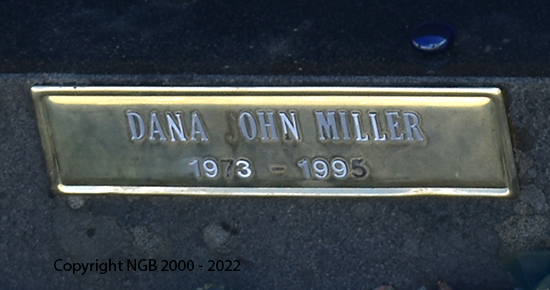 DANA JOHN MILLER
1973 - 1995
Copyright NGB 2000 - 2022